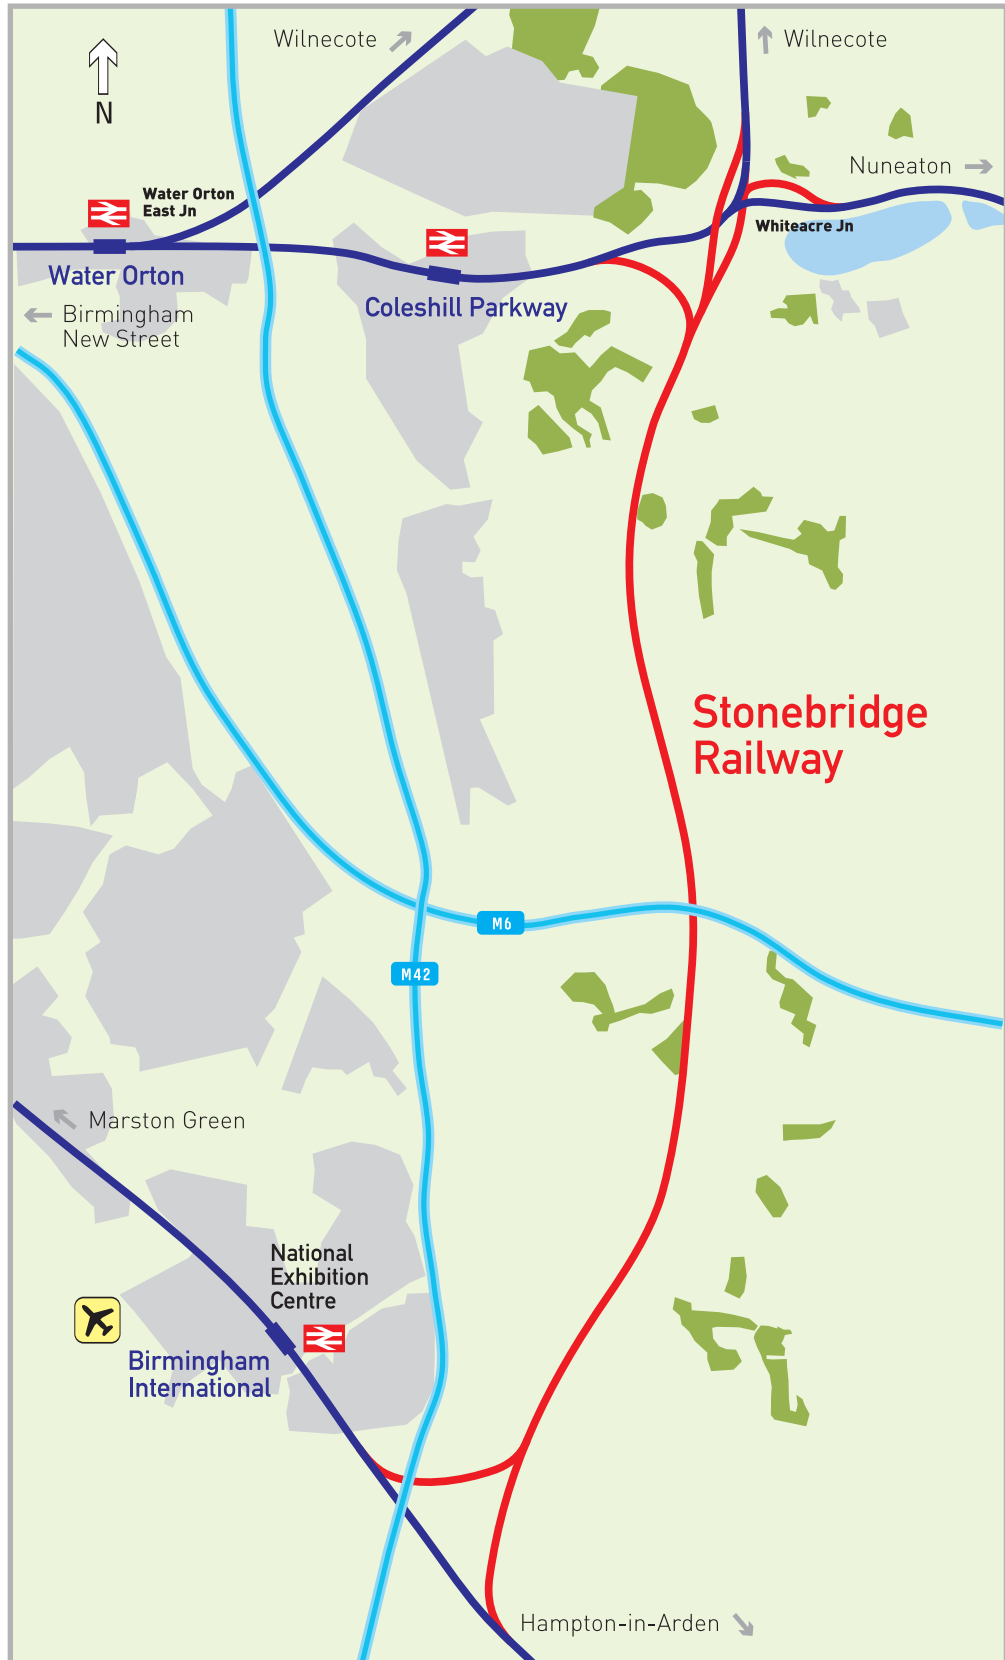 Wilnecote
Wilnecote
N
Nuneaton
Water Orton
East Jn
Whiteacre Jn
Water Orton
Coleshill Parkway
Birmingham
New Street
Stonebridge
Railway
M6
M42
Marston Green
National
Exhibition
Centre
Birmingham
International
Hampton-in-Arden